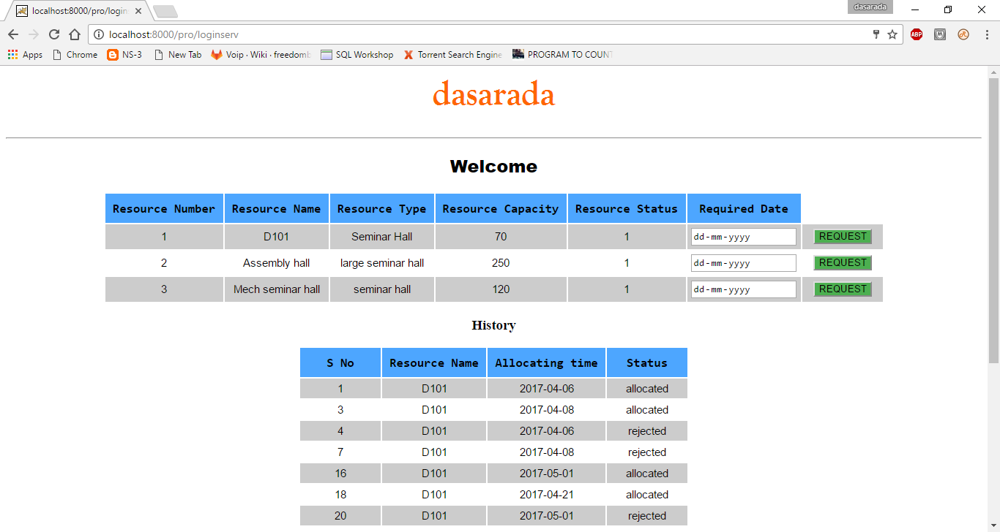 dasarada
localhost:8000/pro/login
localhost:8000/pro/loginserv
ABP
Apps Chrome NS-3 New Tab Voip · Wiki · freedomb SQL Workshop Torrent Search Engine PROGRAM TO COUNT
dasarada
Welcome
Resource Number Resource Name Resource Type Resource Capacity Resource Status Required Date
1 D101 Seminar Hall 70 1 dd-mm-yyyy REQUEST
2 Assembly hall large seminar hall 250 1 dd-mm-yyyy REQUEST
3 Mech seminar hall seminar hall 120 1 dd-mm-yyyy REQUEST
History
S No Resource Name Allocating time Status
1 D101 2017-04-06 allocated
3 D101 2017-04-08 allocated
4 D101 2017-04-06 rejected
7 D101 2017-04-08 rejected
16 D101 2017-05-01 allocated
18 D101 2017-04-21 allocated
20 D101 2017-05-01 rejected